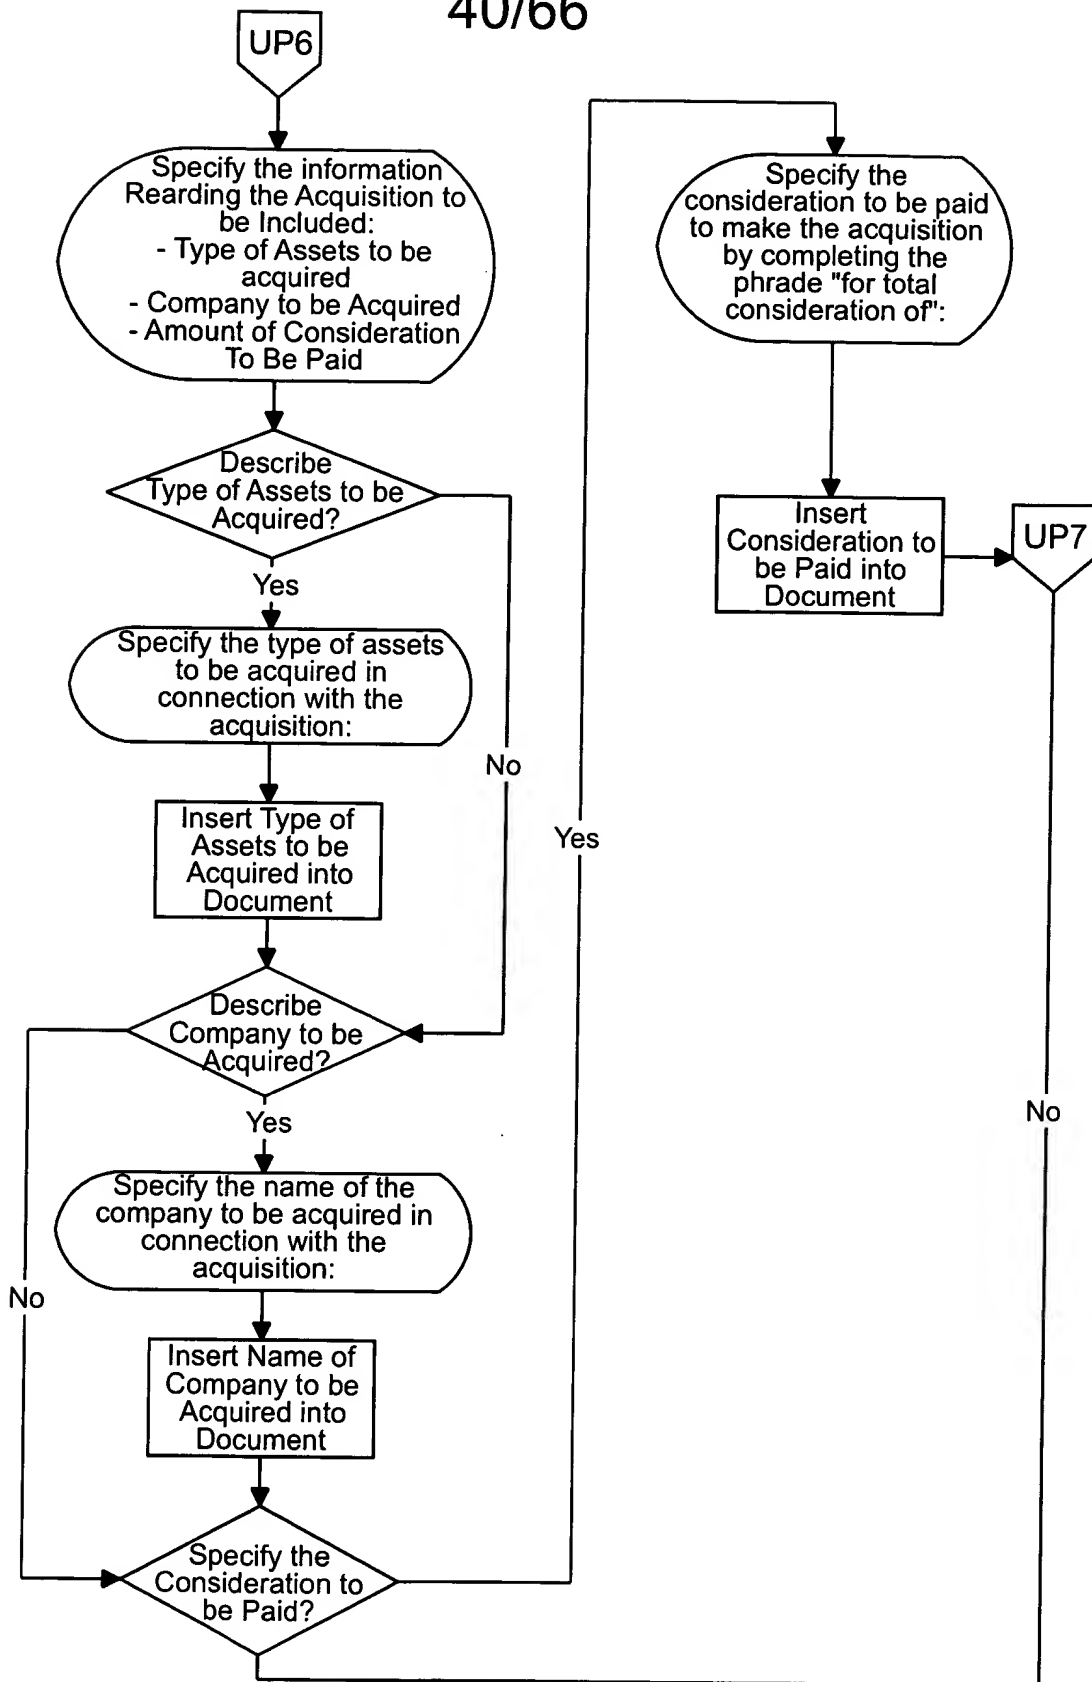 40/66
UP6
Specify the information
Rearding the Acquisition to
be Included:
- Type of Assets to be
acquired
- Company to be Acquired
- Amount of Consideration
To Be Paid
Describe
Type of Assets to be
Acquired?
Yes
No
Specify the type of assets
to be acquired in
connection with the
acquisition:
Insert Type of
Assets to be
Acquired into
Document
Describe
Company to be
Acquired?
Yes
No
Specify the name of the
company to be acquired in
connection with the
acquisition:
Insert Name of
Company to be
Acquired into
Document
Specify the
Consideration to
be Paid?
Yes
No
Specify the
consideration to be paid
to make the acquisition
by completing the
phrade "for total
consideration of":
Insert
Consideration to
be Paid into
Document
UP7